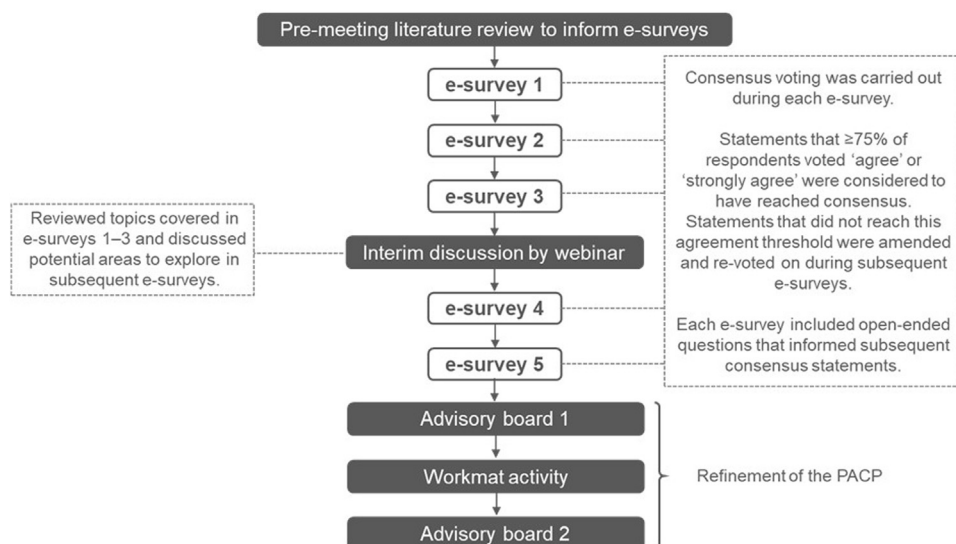 Pre-meeting literature review to inform e-surveys
e-survey 1
e-survey 2
e-survey 3
Interim discussion by webinar
e-survey 4
e-survey 5
Advisory board 1
Workmat activity
Advisory board 2
Reviewed topics covered in
e-surveys 1–3 and discussed
potential areas to explore in
subsequent e-surveys.
Consensus voting was carried out
during each e-survey.
Statements that ≥75% of
respondents voted ‘agree’ or
‘strongly agree’ were considered to
have reached consensus.
Statements that did not reach this
agreement threshold were amended
and re-voted on during subsequent
e-surveys.
Each e-survey included open-ended
questions that informed subsequent
consensus statements.
Refinement of the PACP